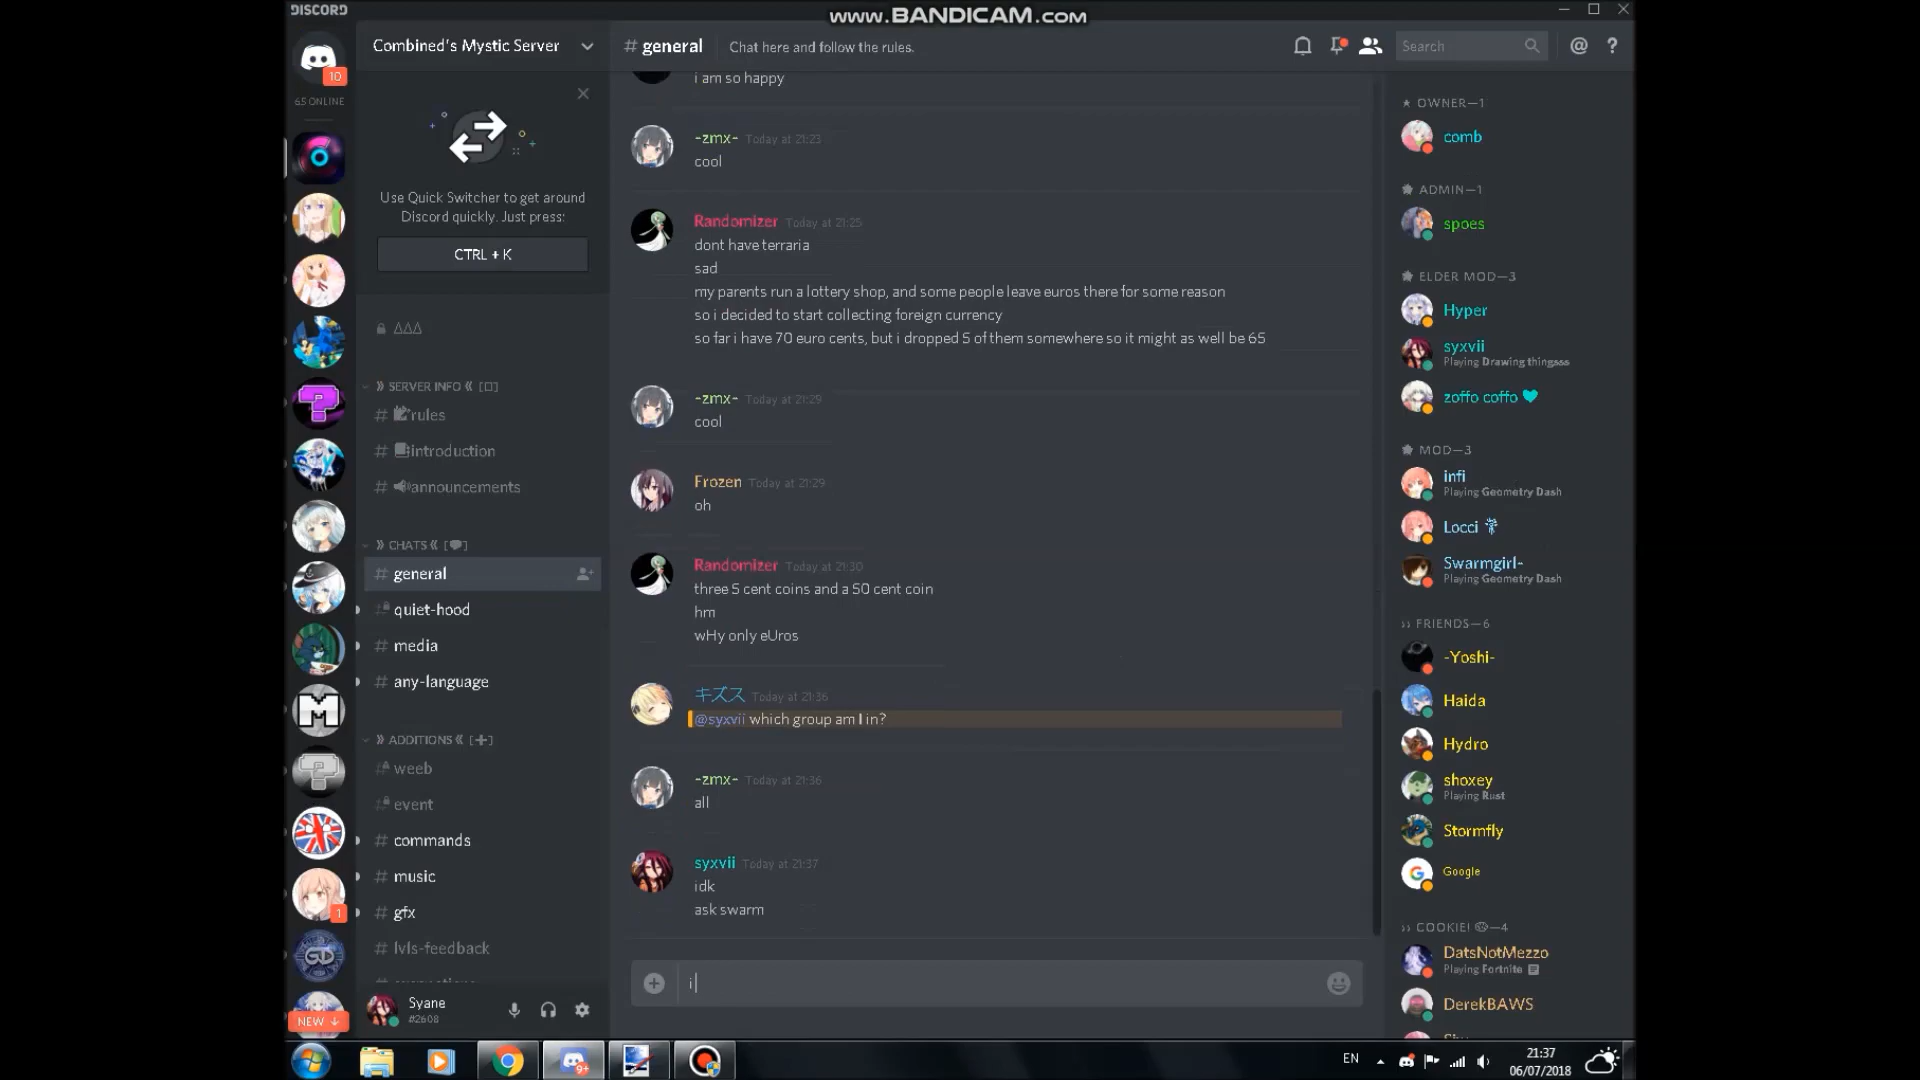 DISCORD
www.BANDICAM.com
10
65 ONLINE
1
NEW ↓
Combined's Mystic Server
Use Quick Switcher to get around
Discord quickly. Just press:
CTRL + K
ΔΔΔ
》 SERVER INFO 《
# rules
# introduction
# announcements
》 CHATS 《 [💬]
# general
quiet-hood
# media
# any-language
》 ADDITIONS 《 [➕]
weeb
event
# commands
# music
# gfx
# lvls-feedback
Syane
#2608
# general
Chat here and follow the rules.
Search
i am so happy
-zmx- Today at 21:23
cool
Randomizer Today at 21:25
dont have terraria
sad
my parents run a lottery shop, and some people leave euros there for some reason
so i decided to start collecting foreign currency
so far i have 70 euro cents, but i dropped 5 of them somewhere so it might as well be 65
-zmx- Today at 21:29
cool
Frozen Today at 21:29
oh
Randomizer Today at 21:30
three 5 cent coins and a 50 cent coin
hm
wHy only eUros
キズス Today at 21:36
@syxvii which group am I in?
-zmx- Today at 21:36
all
syxvii Today at 21:37
idk
ask swarm
i
★ OWNER—1
comb
ADMIN—1
spoes
ELDER MOD—3
Hyper
syxvii
Playing Drawing thingsss
zoffo coffo
MOD—3
infi
Playing Geometry Dash
Locci
Swarmgirl-
Playing Geometry Dash
FRIENDS—6
-Yoshi-
Haida
Hydro
shoxey
Playing Rust
Stormfly
Google
COOKIE! —4
DatsNotMezzo
Playing Fortnite
DerekBAWS
9+
EN
21:37
06/07/2018